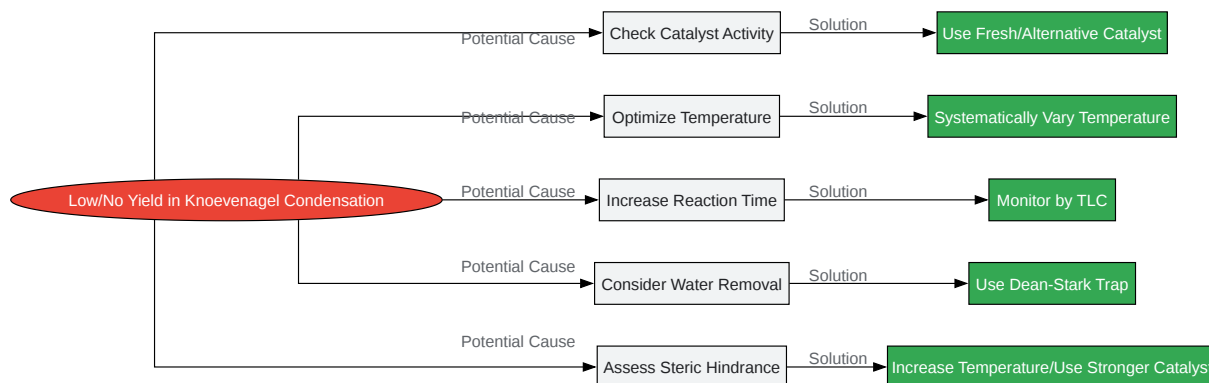 Potential Cause
Check Catalyst Activity
Solution
Use Fresh/Alternative Catalyst
Potential Cause
Optimize Temperature
Solution
Systematically Vary Temperature
Low/No Yield in Knoevenagel Condensation
Potential Cause
Increase Reaction Time
Solution
Monitor by TLC
Potential Cause
Consider Water Removal
Solution
Use Dean-Stark Trap
Potential Cause
Assess Steric Hindrance
Solution
Increase Temperature/Use Stronger Catalyst